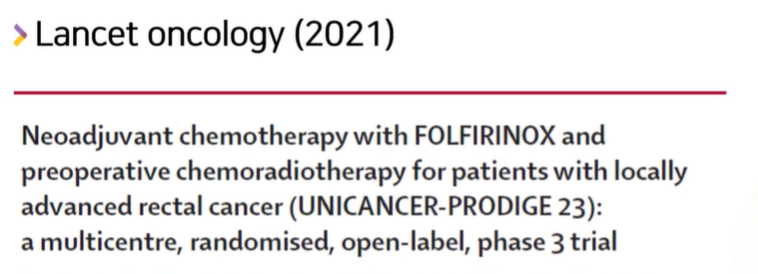 Lancet oncology (2021)
Neoadjuvant chemotherapy with FOLFIRINOX and
preoperative chemoradiotherapy for patients with locally
advanced rectal cancer (UNICANCER-PRODIGE 23):
a multicentre, randomised, open-label, phase 3 trial